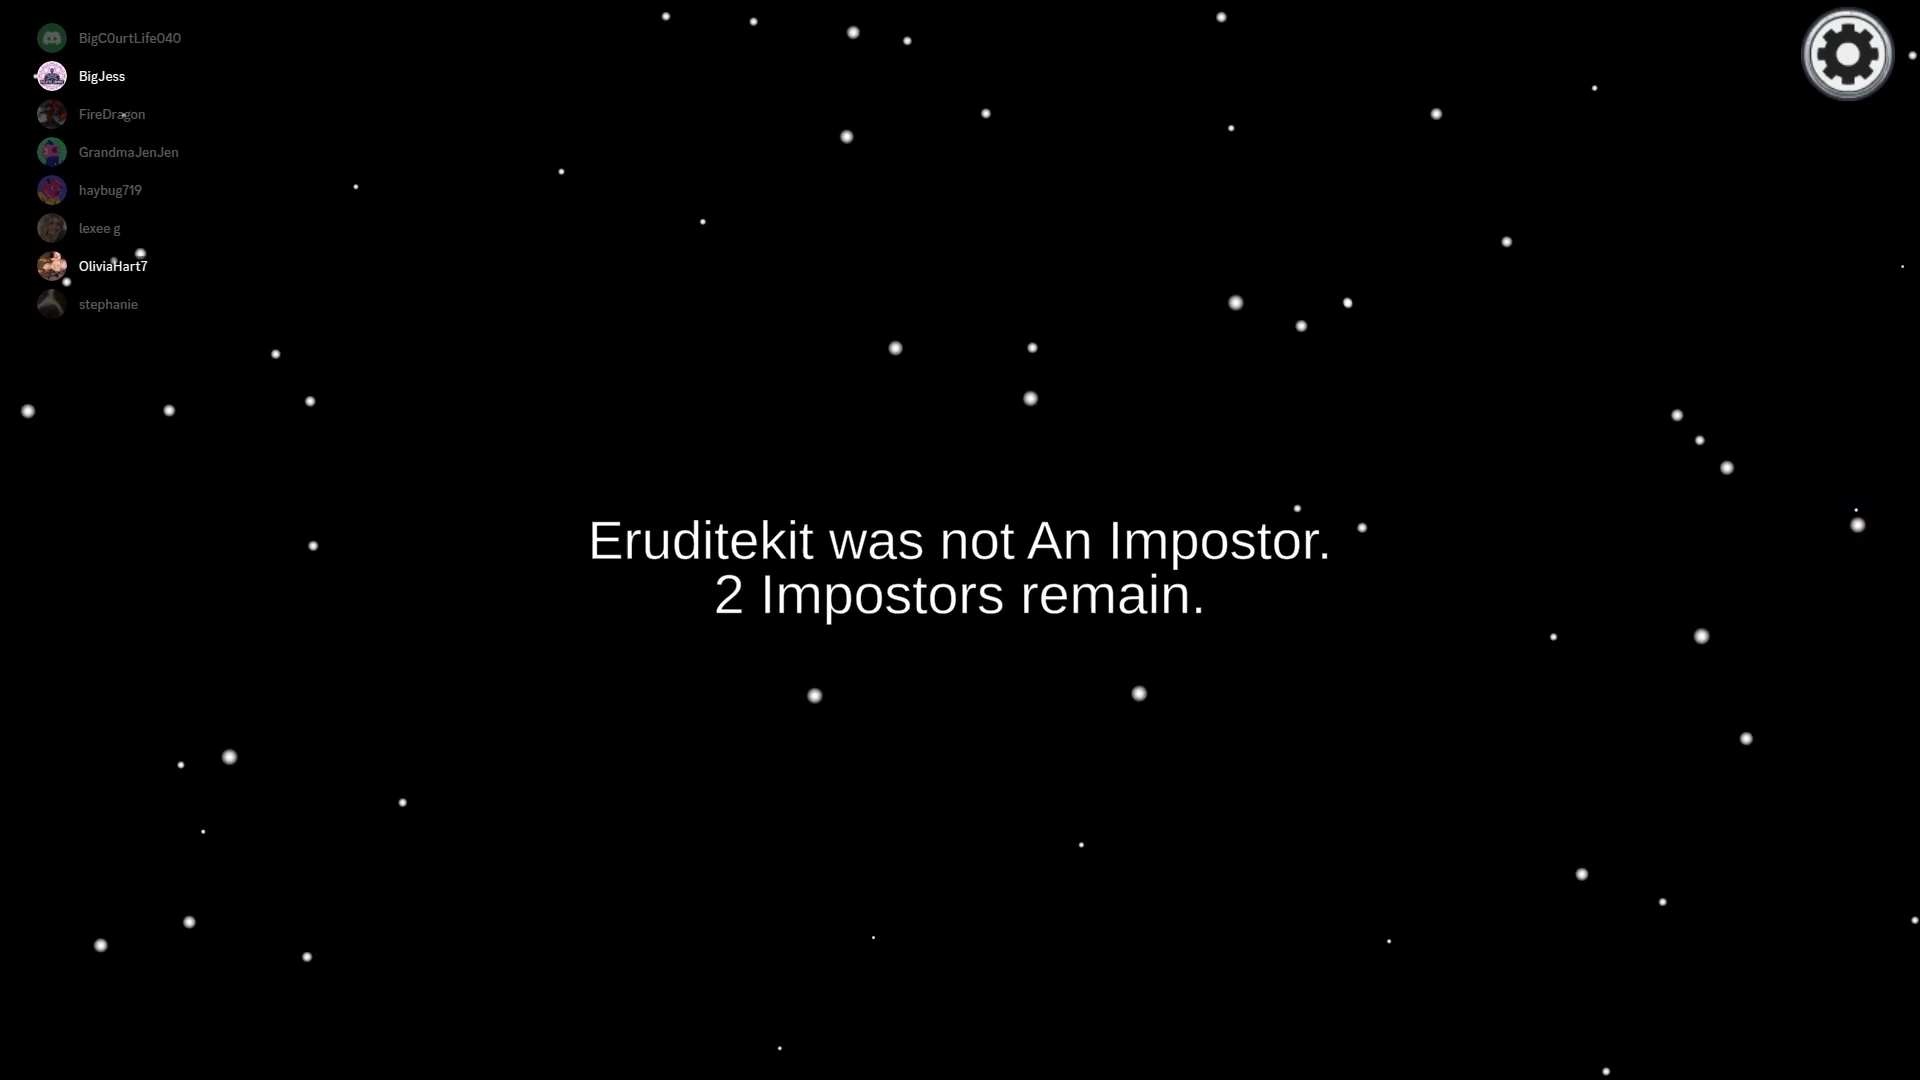 BigC0urtLife040
BigJess
FireDragon
GrandmaJenJen
haybug719
lexee g
OliviaHart7
stephanie
Eruditekit was not An Impostor.
2 Impostors remain.